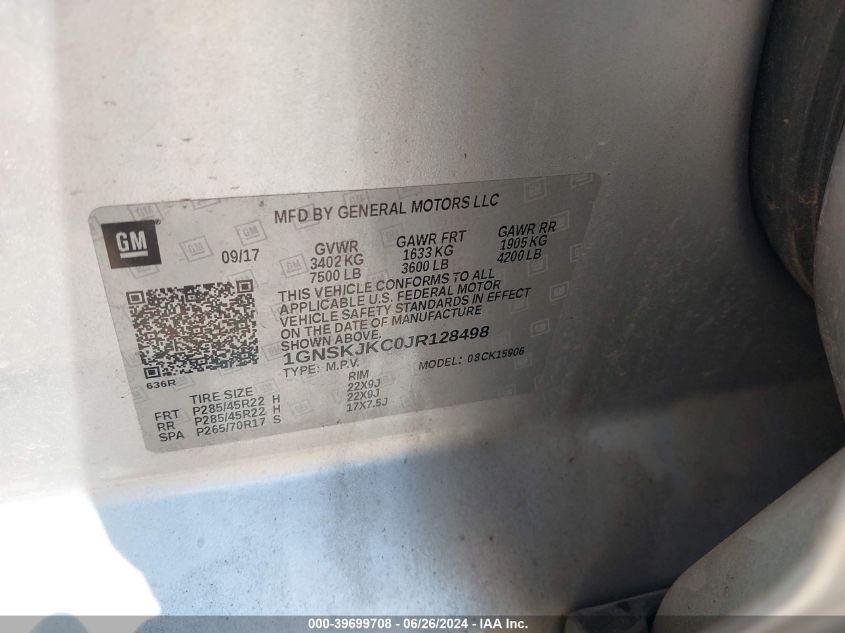 MFD BY GENERAL MOTORS LLC
GM®
09/17
GVWR
3402 KG
7500 LB
GAWR FRT
1633 KG
3600 LB
GAWR RR
1905 KG
4200 LB
THIS VEHICLE CONFORMS TO ALL
APPLICABLE U.S. FEDERAL MOTOR
VEHICLE SAFETY STANDARDS IN EFFECT
ON THE DATE OF MANUFACTURE
SHOWN ABOVE.
1GNSKJKC0JR128498
TYPE: M.P.V. MODEL: 08CK15906
636R
TIRE SIZE RIM
FRT P285/45R22 H 22X9J
RR P285/45R22 H 22X9J
SPA P265/70R17 S 17X7.5J
000-39699708 - 06/26/2024 - IAAI, Inc.